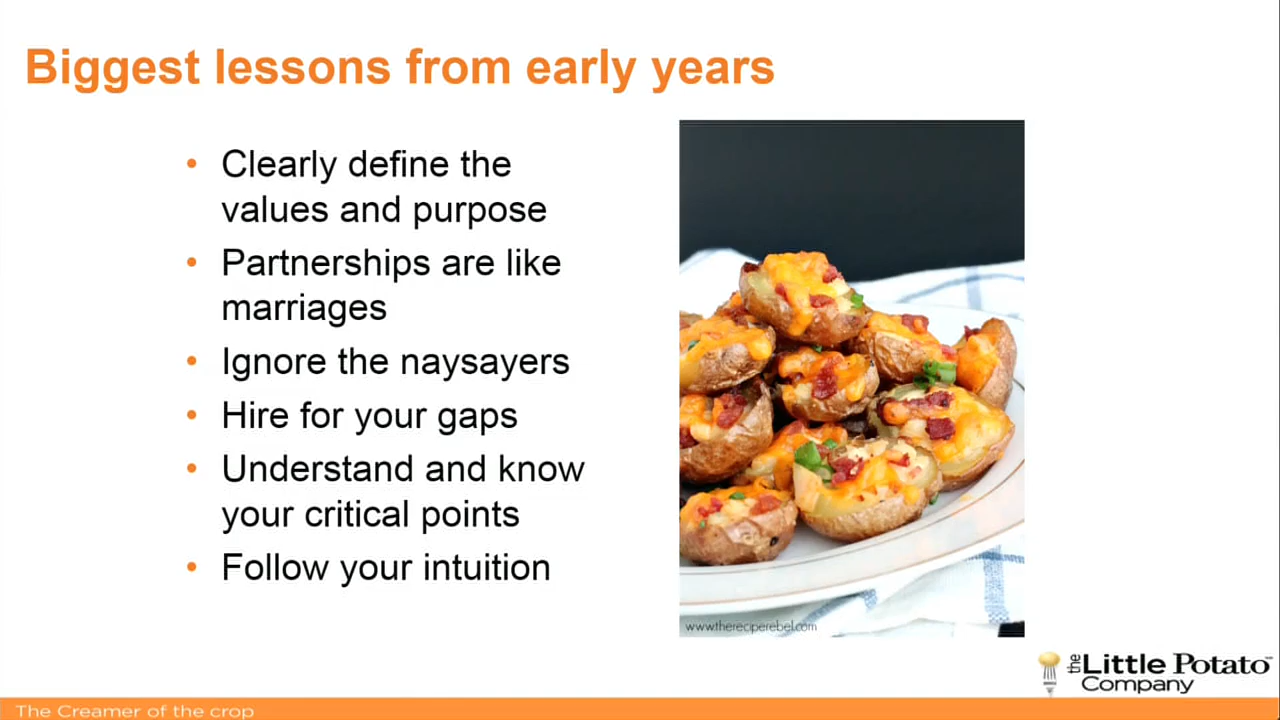 Biggest lessons from early years
• Clearly define the
values and purpose
• Partnerships are like
marriages
• Ignore the naysayers
• Hire for your gaps
• Understand and know
your critical points
• Follow your intuition
www.thereciperebel.com
the Little Potato™
Company
The Creamer of the crop